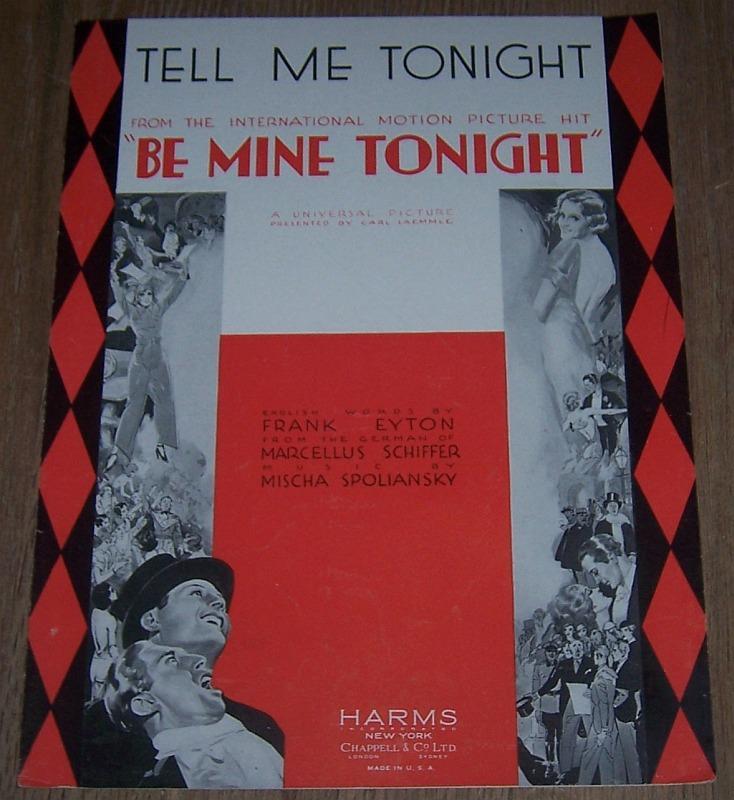 TELL ME TONIGHT
FROM THE INTERNATIONAL MOTION PICTURE HIT
"BE MINE TONIGHT"
A UNIVERSAL PICTURE
PRESENTED BY CARL LAEMMLE
ENGLISH WORDS BY
FRANK EYTON
FROM THE GERMAN OF
MARCELLUS SCHIFFER
MUSIC BY
MISCHA SPOLIANSKY
HARMS
INCORPORATED
NEW YORK
CHAPPELL & CO LTD.
LONDON SYDNEY
MADE IN U. S. A.